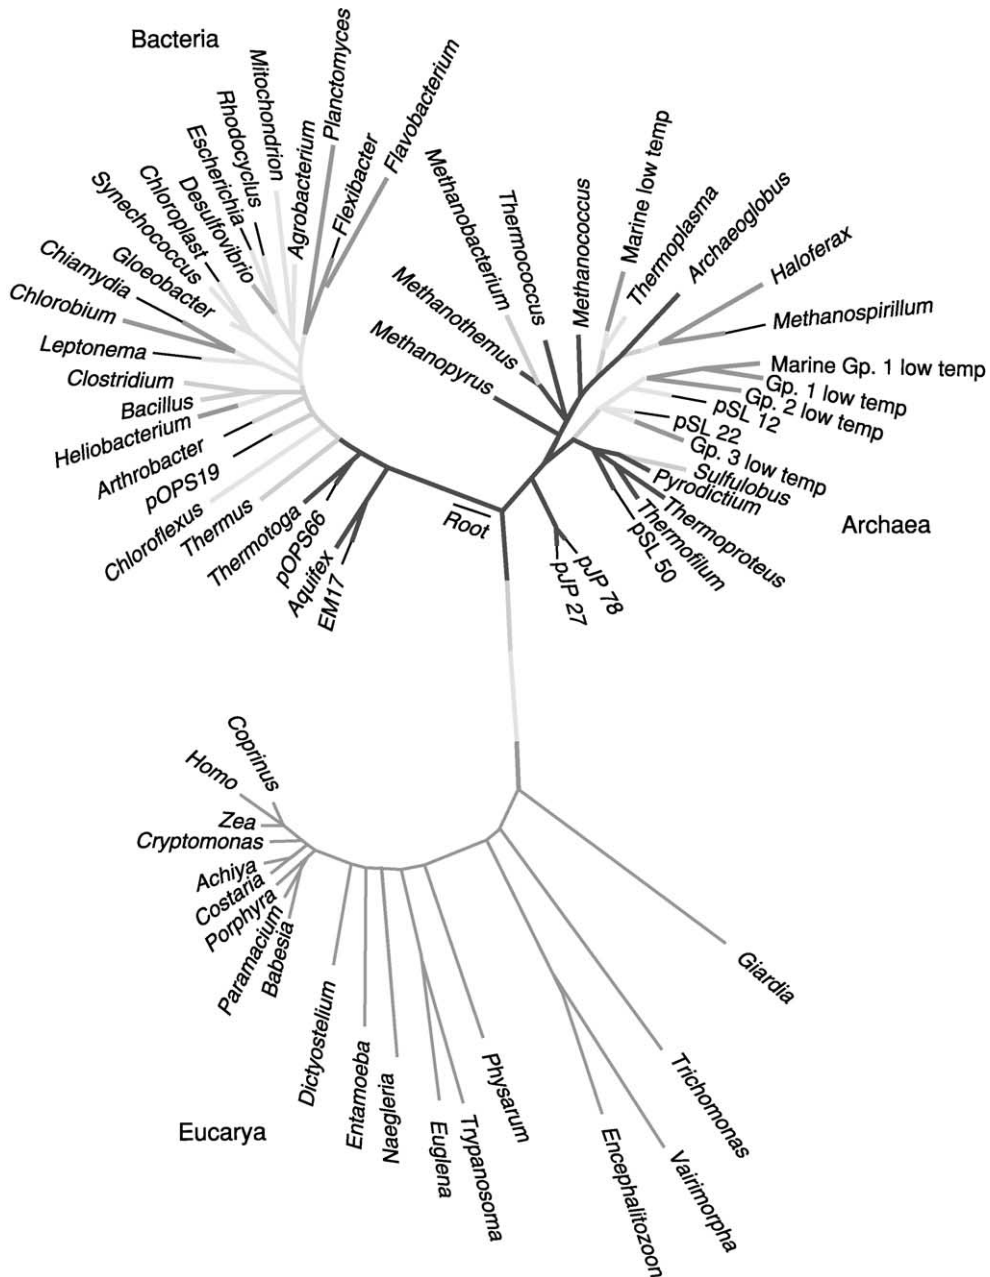 Bacteria
Mitochondrion
Planctomyces
Flavobacterium
Rhodocyclus
Agrobacterium
Flexibacter
Escherichia
Desulfovibrio
Chloroplast
Synechococcus
Gloeobacter
Chiamydia
Chlorobium
Leptonema
Clostridium
Bacillus
Heliobacterium
Arthrobacter
pOPS19
Chloroflexus
Thermus
Thermotoga
pOPS66
Aquifex
EM17
Root
Methanobacterium
Thermococcus
Methanococcus
Marine low temp
Thermoplasma
Archaeoglobus
Haloferax
Methanospirillum
Methanothemus
Methanopyrus
Marine Gp. 1 low temp
Gp. 1 low temp
Gp. 2 low temp
pSL 12
pSL 22
Gp. 3 low temp
Sulfulobus
Pyrodictium
Thermoproteus
Thermofilum
pSL 50
pJP 78
pJP 27
Archaea
Coprinus
Homo
Zea
Cryptomonas
Achiya
Costaria
Porphyra
Paramacium
Babesia
Dictyostelium
Entamoeba
Naegleria
Euglena
Trypanosoma
Physarum
Encephalitozoon
Vairimorpha
Trichomonas
Giardia
Eucarya